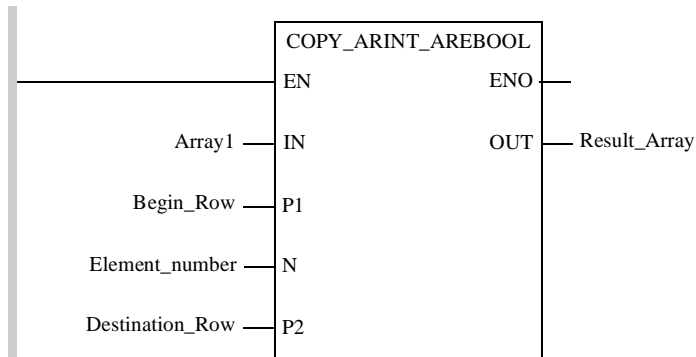 COPY_ARINT_AREBOOL
EN ENO
Array1 IN OUT Result_Array
Begin_Row P1
Element_number N
Destination_Row P2